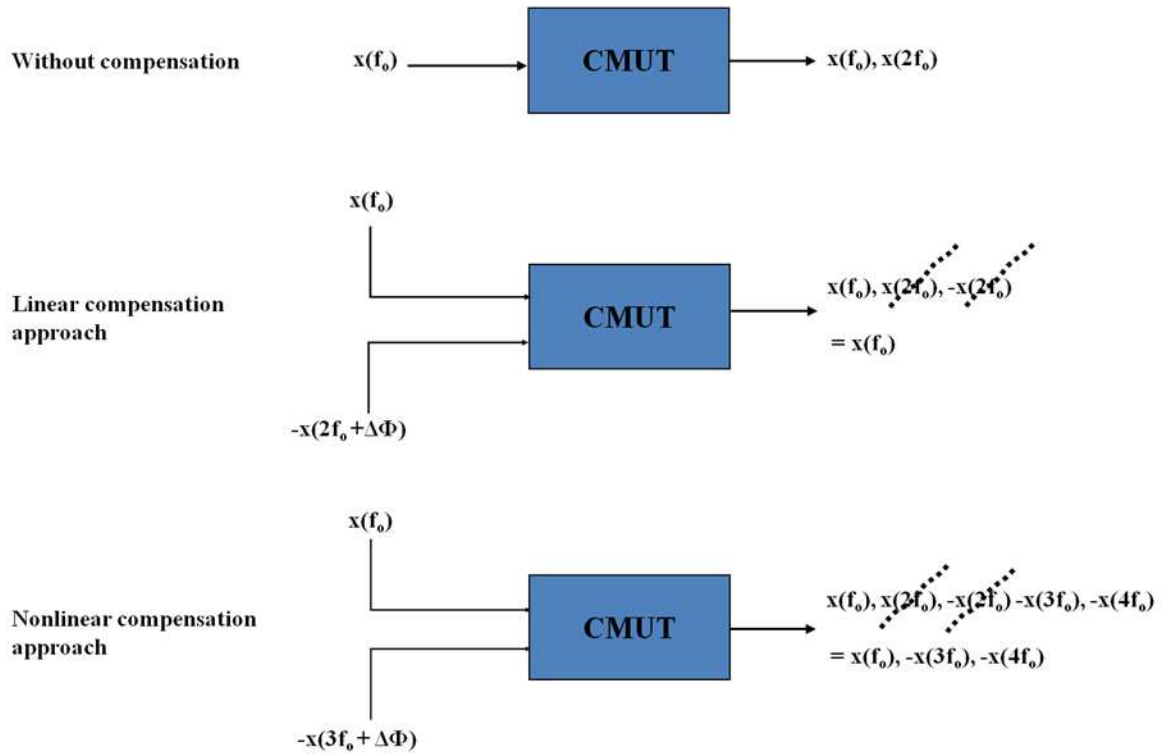 Without compensation
x(fₒ)
CMUT
x(fₒ), x(2fₒ)
x(fₒ)
Linear compensation
approach
CMUT
x(fₒ), x(2fₒ), -x(2fₒ)
= x(fₒ)
-x(2fₒ+ΔΦ)
x(fₒ)
Nonlinear compensation
approach
CMUT
x(fₒ), x(2fₒ), -x(2fₒ) -x(3fₒ), -x(4fₒ)
= x(fₒ), -x(3fₒ), -x(4fₒ)
-x(3fₒ+ ΔΦ)